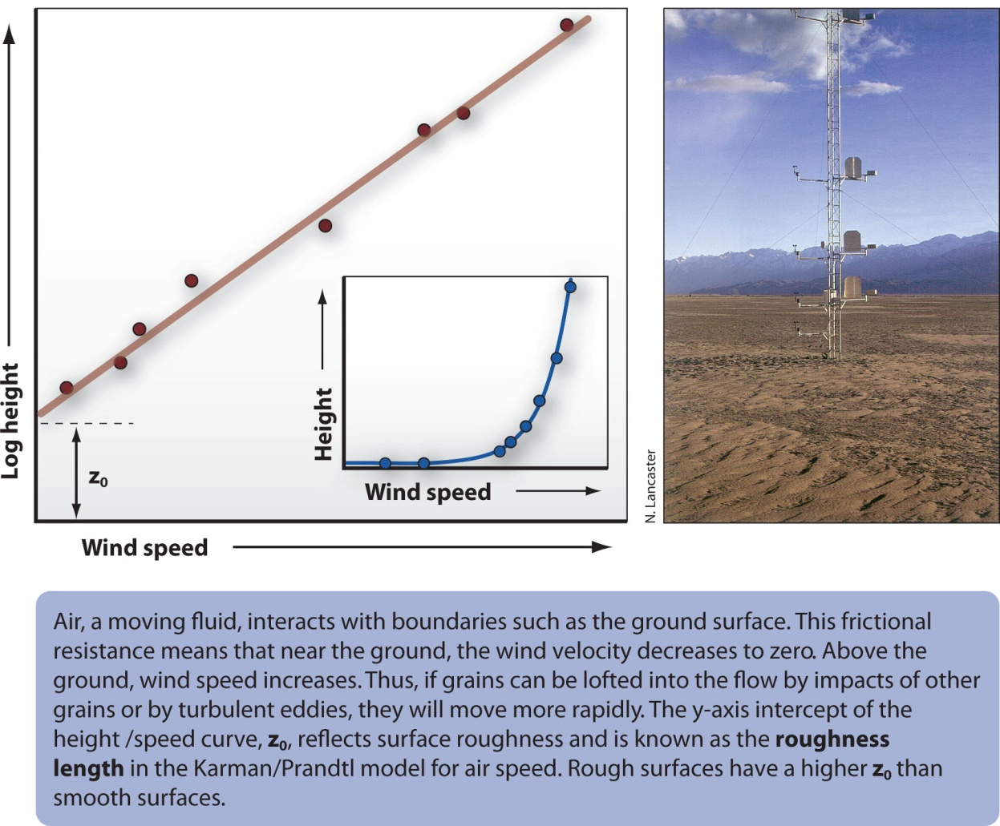 Log height
z₀
Wind speed
Height
Wind speed
N. Lancaster
Air, a moving fluid, interacts with boundaries such as the ground surface. This frictional
resistance means that near the ground, the wind velocity decreases to zero. Above the
ground, wind speed increases. Thus, if grains can be lofted into the flow by impacts of other
grains or by turbulent eddies, they will move more rapidly. The y-axis intercept of the
height /speed curve, z₀, reflects surface roughness and is known as the roughness
length in the Karman/Prandtl model for air speed. Rough surfaces have a higher z₀ than
smooth surfaces.